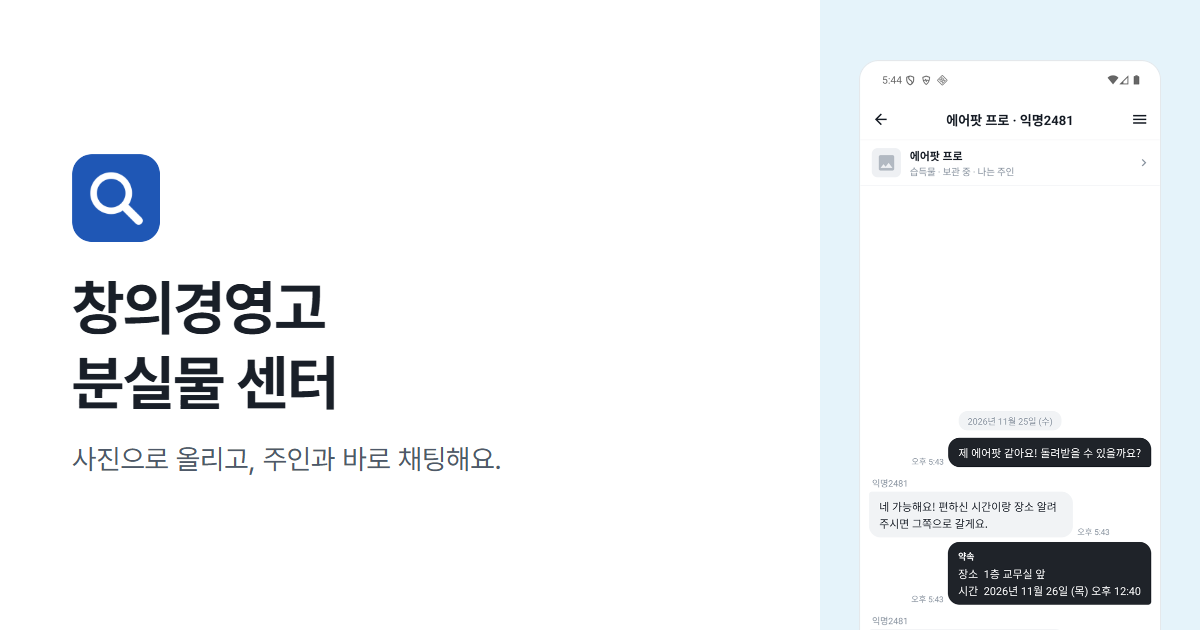 창의경영고
분실물 센터
사진으로 올리고, 주인과 바로 채팅해요.
5:44
에어팟 프로 · 익명2481
에어팟 프로
습득물 · 보관 중 · 나는 주인
2026년 11월 25일 (수)
제 에어팟 같아요! 돌려받을 수 있을까요?
오후 5:43
익명2481
네 가능해요! 편하신 시간이랑 장소 알려
주시면 그쪽으로 갈게요.
오후 5:43
약속
장소 1층 교무실 앞
시간 2026년 11월 26일 (목) 오후 12:40
오후 5:43
익명2481